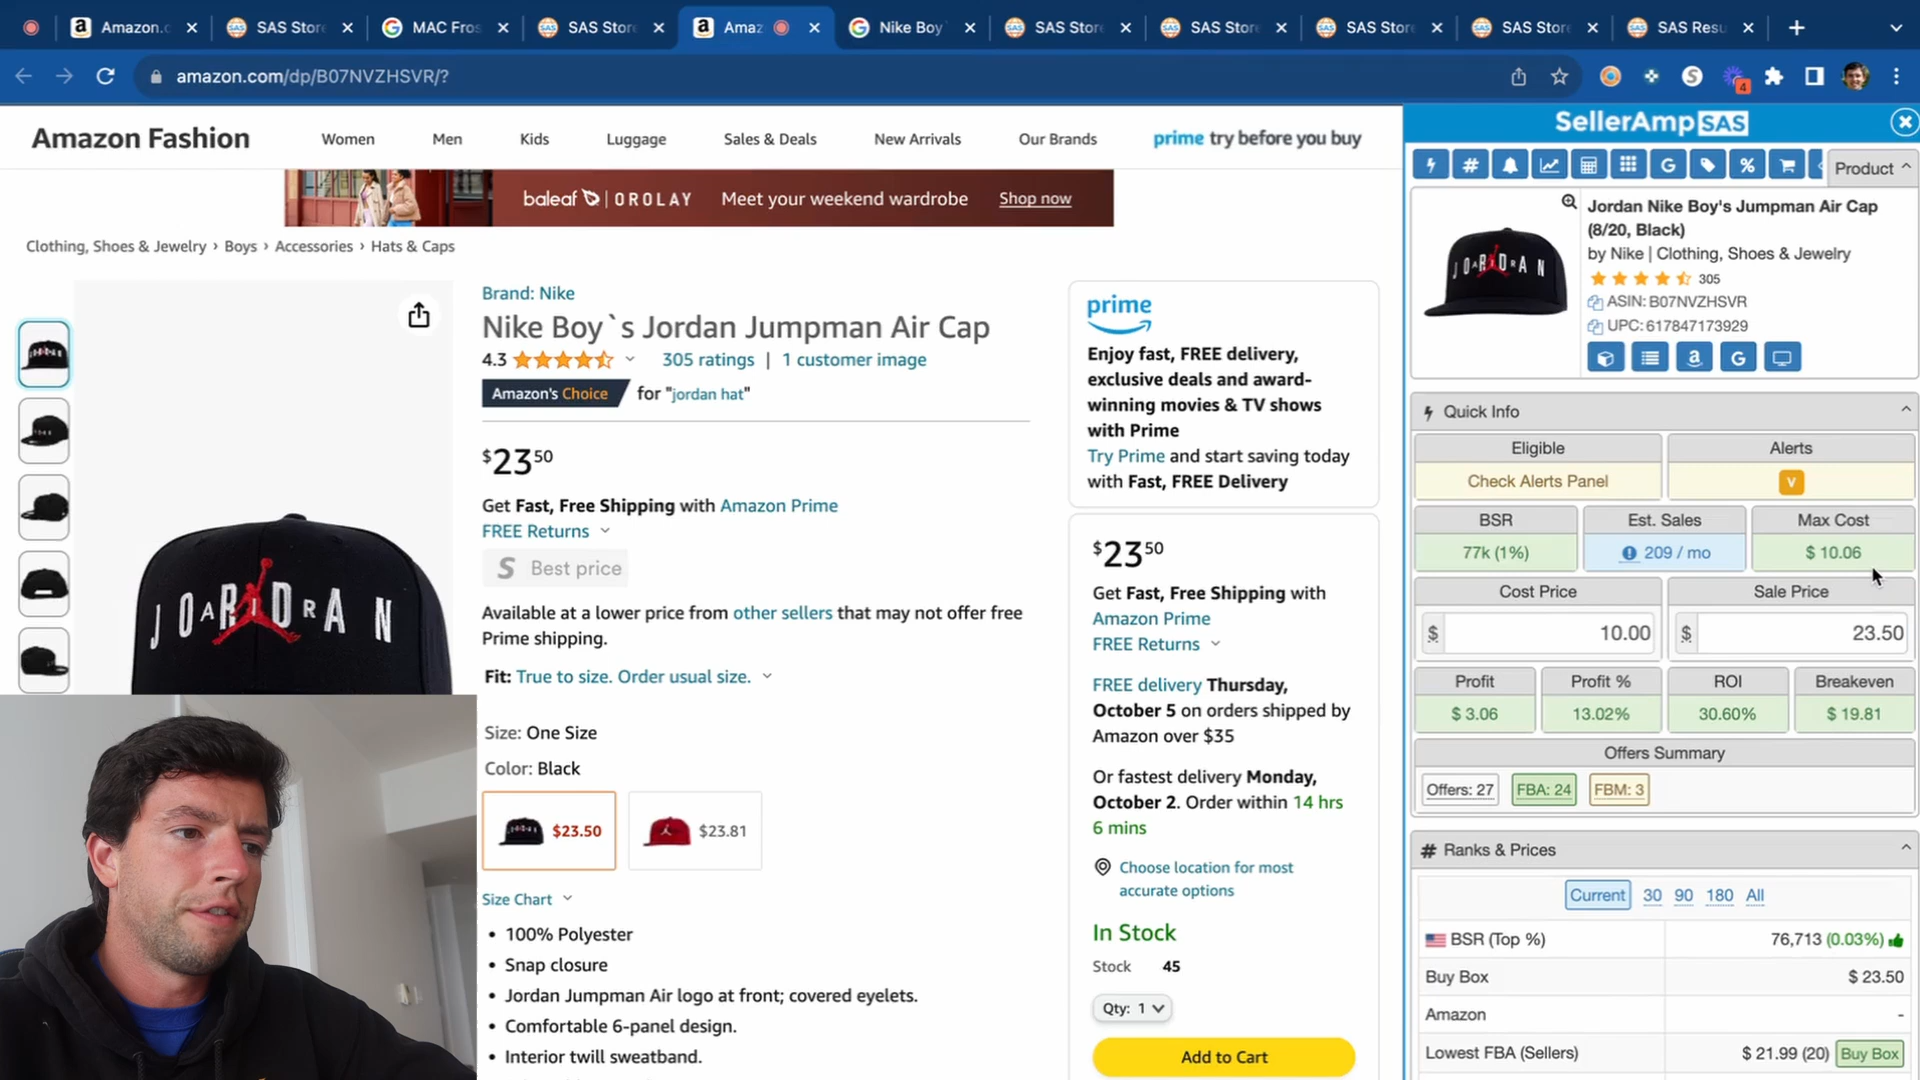 Amazon.c
SAS Store
MAC Fros
SAS Store
Amaz
Nike Boy`
SAS Store
SAS Store
SAS Store
SAS Store
SAS Resu
amazon.com/dp/B07NVZHSVR/?
4
Amazon Fashion
Women
Men
Kids
Luggage
Sales & Deals
New Arrivals
Our Brands
prime try before you buy
baleaf | OROLAY Meet your weekend wardrobe Shop now
Clothing, Shoes & Jewelry › Boys › Accessories › Hats & Caps
JORDAN
AIR
Brand: Nike
Nike Boy`s Jordan Jumpman Air Cap
4.3 305 ratings | 1 customer image
Amazon's Choice for "jordan hat"
$23.50
Get Fast, Free Shipping with Amazon Prime
FREE Returns
S Best price
Available at a lower price from other sellers that may not offer free
Prime shipping.
Fit: True to size. Order usual size.
Size: One Size
Color: Black
$23.50
$23.81
Size Chart
• 100% Polyester
• Snap closure
• Jordan Jumpman Air logo at front; covered eyelets.
• Comfortable 6-panel design.
• Interior twill sweatband.
prime
Enjoy fast, FREE delivery,
exclusive deals and award-
winning movies & TV shows
with Prime
Try Prime and start saving today
with Fast, FREE Delivery
$23.50
Get Fast, Free Shipping with
Amazon Prime
FREE Returns
FREE delivery Thursday,
October 5 on orders shipped by
Amazon over $35
Or fastest delivery Monday,
October 2. Order within 14 hrs
6 mins
Choose location for most
accurate options
In Stock
Stock 45
Qty: 1
Add to Cart
SellerAmp SAS
Product
JORDAN
AIR
Jordan Nike Boy's Jumpman Air Cap
(8/20, Black)
by Nike | Clothing, Shoes & Jewelry
305
ASIN: B07NVZHSVR
UPC: 617847173929
Quick Info
Eligible
Alerts
Check Alerts Panel
V
BSR
Est. Sales
Max Cost
77k (1%)
209 / mo
$ 10.06
Cost Price
Sale Price
$ 10.00
$ 23.50
Profit
Profit %
ROI
Breakeven
$ 3.06
13.02%
30.60%
$ 19.81
Offers Summary
Offers: 27
FBA: 24
FBM: 3
# Ranks & Prices
Current 30 90 180 All
BSR (Top %) 76,713 (0.03%)
Buy Box $ 23.50
Amazon -
Lowest FBA (Sellers) $ 21.99 (20) Buy Box